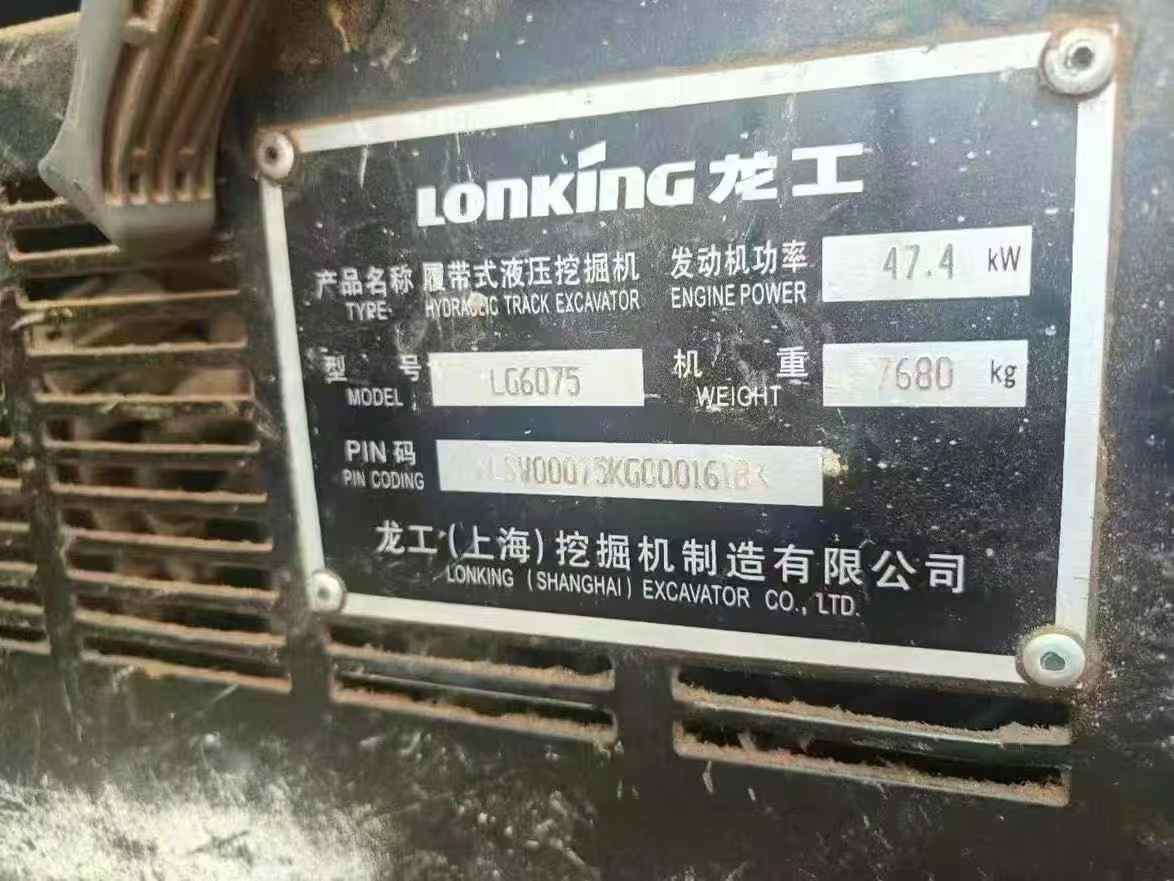 LONKING 龙工
产品名称 履带式液压挖掘机 发动机功率 47.4 kW
TYPE HYDRAULIC TRACK EXCAVATOR ENGINE POWER
型号 LG6075 机重 7680 kg
MODEL WEIGHT
PIN码
PIN CODING
龙工(上海)挖掘机制造有限公司
LONKING (SHANGHAI) EXCAVATOR CO., LTD.